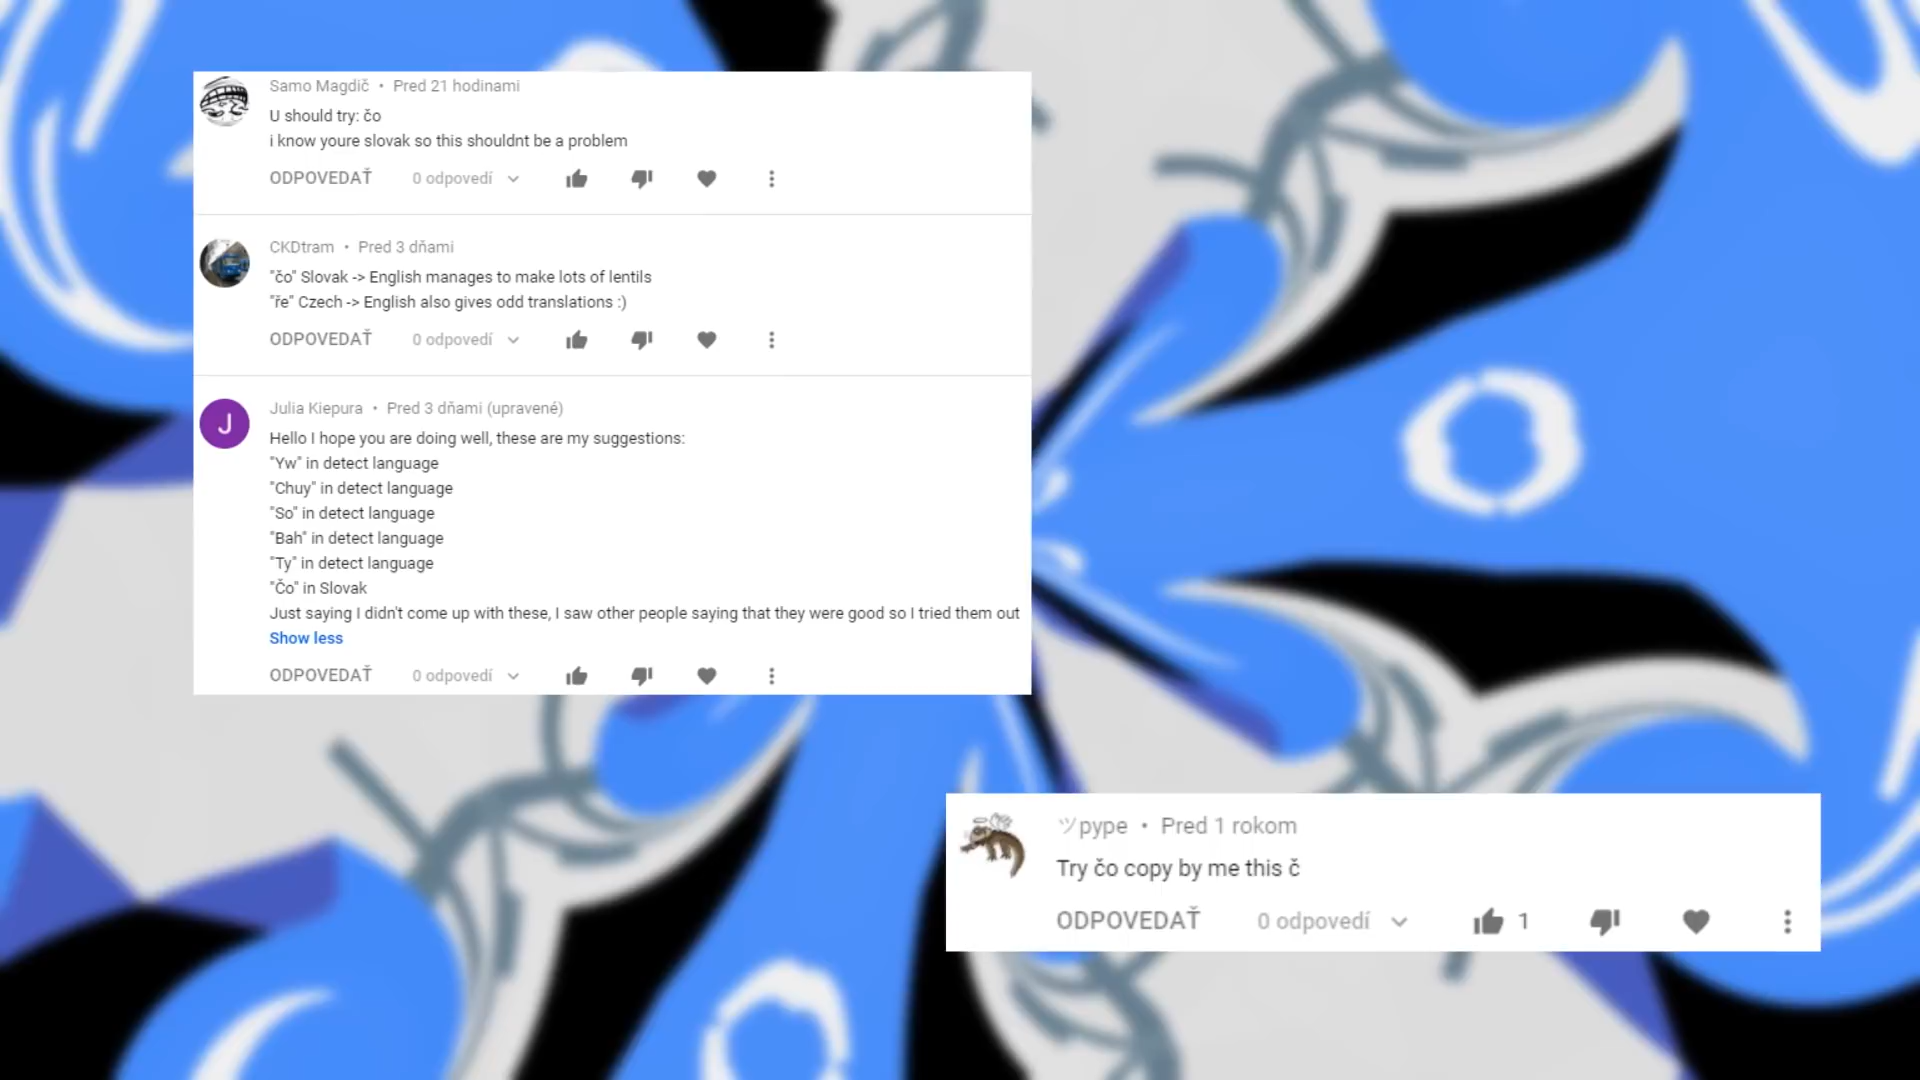 Samo Magdič • Pred 21 hodinami
U should try: čo
i know youre slovak so this shouldnt be a problem
ODPOVEDAŤ 0 odpovedí
CKDtram • Pred 3 dňami
"čo" Slovak -> English manages to make lots of lentils
"ře" Czech -> English also gives odd translations :)
ODPOVEDAŤ 0 odpovedí
J
Julia Kiepura • Pred 3 dňami (upravené)
Hello I hope you are doing well, these are my suggestions:
"Yw" in detect language
"Chuy" in detect language
"So" in detect language
"Bah" in detect language
"Ty" in detect language
"Čo" in Slovak
Just saying I didn't come up with these, I saw other people saying that they were good so I tried them out
Show less
ODPOVEDAŤ 0 odpovedí
ツpype • Pred 1 rokom
Try čo copy by me this č
ODPOVEDAŤ 0 odpovedí 1